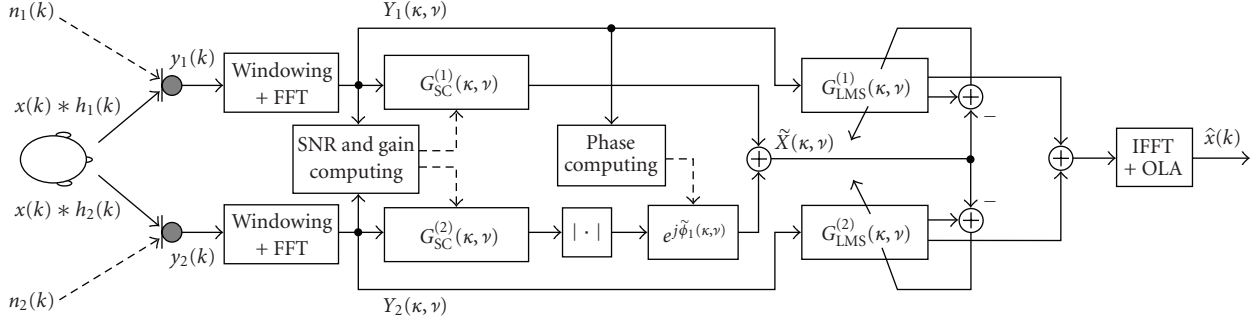 n₁(k)
Y₁(κ, ν)
y₁(k)
Windowing
+ FFT
G_SC^(1)(κ, ν)
G_LMS^(1)(κ, ν)
x(k) ∗ h₁(k)
−
SNR and gain
computing
Phase
computing
X̃(κ, ν)
+
+
+
IFFT
+ OLA
x̂(k)
x(k) ∗ h₂(k)
−
y₂(k)
Windowing
+ FFT
G_SC^(2)(κ, ν)
| · |
e^{jϕ̃₁(κ,ν)}
G_LMS^(2)(κ, ν)
+
n₂(k)
Y₂(κ, ν)